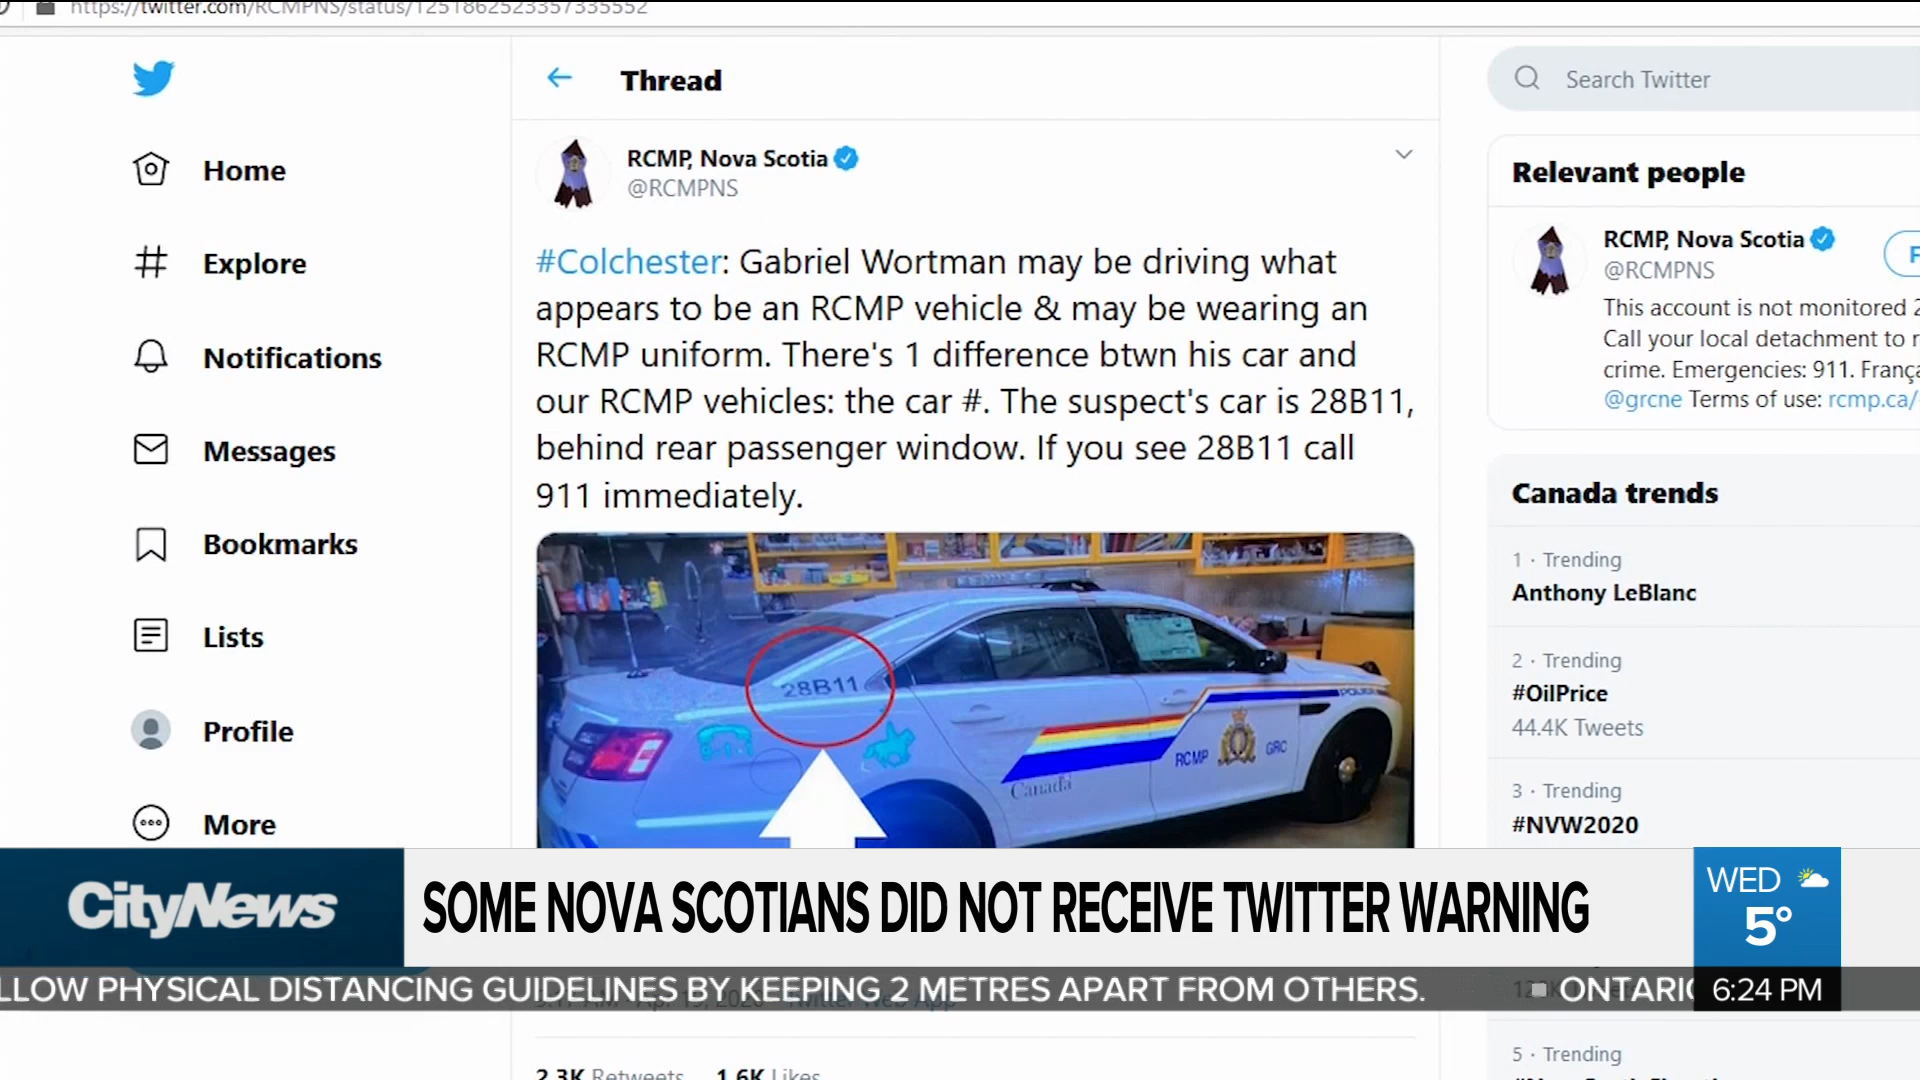 https://twitter.com/RCMPNS/status/1251862523357335552
Thread
Search Twitter
Home
Explore
Notifications
Messages
Bookmarks
Lists
Profile
More
RCMP, Nova Scotia
@RCMPNS
#Colchester: Gabriel Wortman may be driving what
appears to be an RCMP vehicle & may be wearing an
RCMP uniform. There's 1 difference btwn his car and
our RCMP vehicles: the car #. The suspect's car is 28B11,
behind rear passenger window. If you see 28B11 call
911 immediately.
28B11
9-1-1
Canada
RCMP
GRC
POLICE
Relevant people
RCMP, Nova Scotia
@RCMPNS
This account is not monitored
Call your local detachment to
crime. Emergencies: 911.
@grcne Terms of use: rcmp.ca/
Canada trends
1 · Trending
Anthony LeBlanc
2 · Trending
#OilPrice
44.4K Tweets
3 · Trending
#NVW2020
CityNews
SOME NOVA SCOTIANS DID NOT RECEIVE TWITTER WARNING
WED
5°
LLOW PHYSICAL DISTANCING GUIDELINES BY KEEPING 2 METRES APART FROM OTHERS.
ONTARIO
6:24 PM
2.3K Retweets 1.6K Likes
5 · Trending